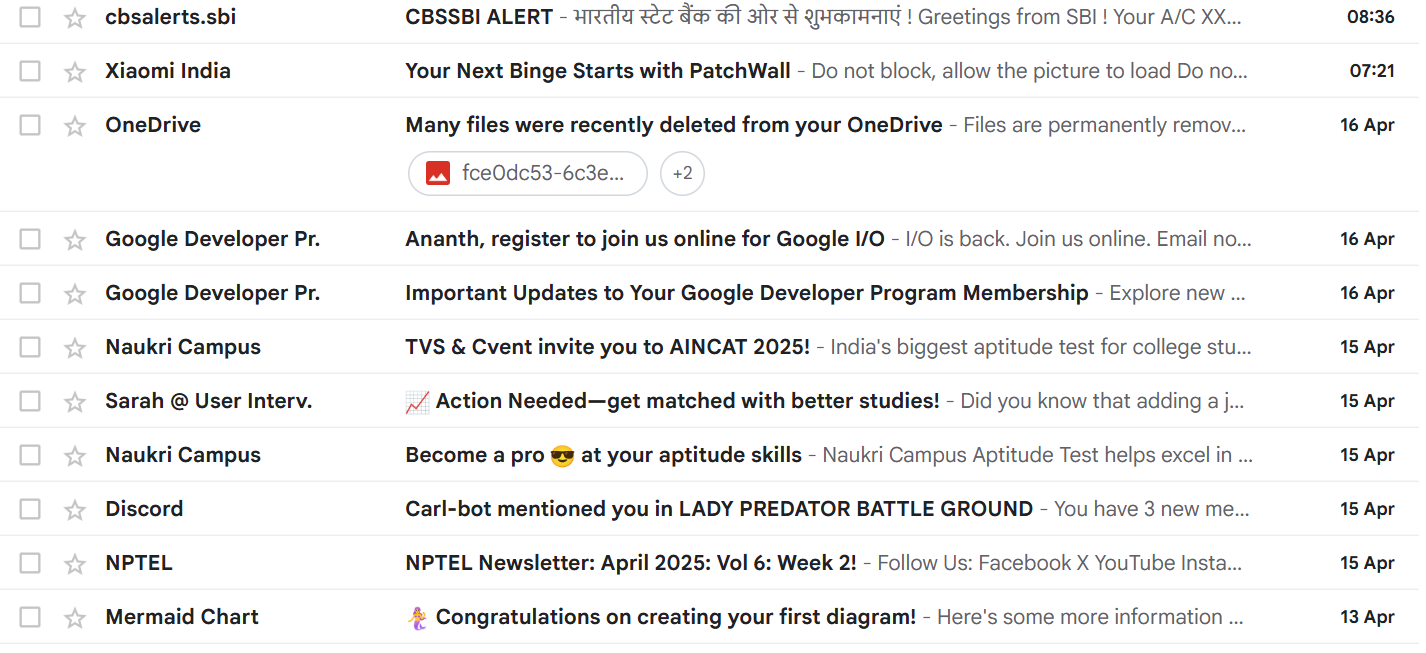 cbsalerts.sbi CBSSBI ALERT - भारतीय स्टेट बैंक की ओर से शुभकामनाएं ! Greetings from SBI ! Your A/C XX... 08:36
Xiaomi India Your Next Binge Starts with PatchWall - Do not block, allow the picture to load Do no... 07:21
OneDrive Many files were recently deleted from your OneDrive - Files are permanently remov... 16 Apr
fce0dc53-6c3e... +2
Google Developer Pr. Ananth, register to join us online for Google I/O - I/O is back. Join us online. Email no... 16 Apr
Google Developer Pr. Important Updates to Your Google Developer Program Membership - Explore new ... 16 Apr
Naukri Campus TVS & Cvent invite you to AINCAT 2025! - India's biggest aptitude test for college stu... 15 Apr
Sarah @ User Interv. 📈 Action Needed—get matched with better studies! - Did you know that adding a j... 15 Apr
Naukri Campus Become a pro 😎 at your aptitude skills - Naukri Campus Aptitude Test helps excel in ... 15 Apr
Discord Carl-bot mentioned you in LADY PREDATOR BATTLE GROUND - You have 3 new me... 15 Apr
NPTEL NPTEL Newsletter: April 2025: Vol 6: Week 2! - Follow Us: Facebook X YouTube Insta... 15 Apr
Mermaid Chart 🧜‍♀️ Congratulations on creating your first diagram! - Here's some more information ... 13 Apr